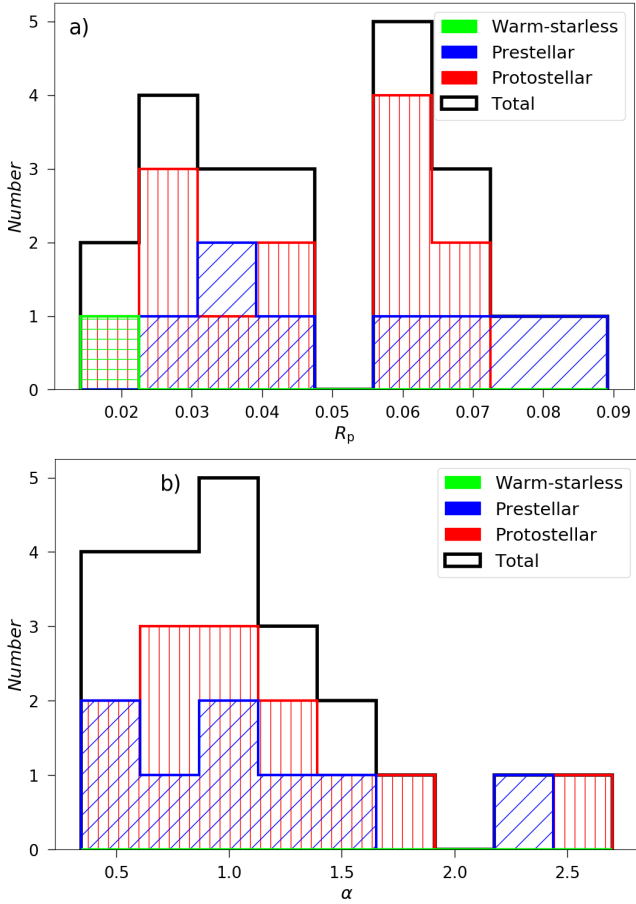 a)
Warm-starless
Prestellar
Protostellar
Total
Number
5
4
3
2
1
0
0.02 0.03 0.04 0.05 0.06 0.07 0.08 0.09
Rp
b)
Warm-starless
Prestellar
Protostellar
Total
Number
5
4
3
2
1
0
0.5 1.0 1.5 2.0 2.5
α